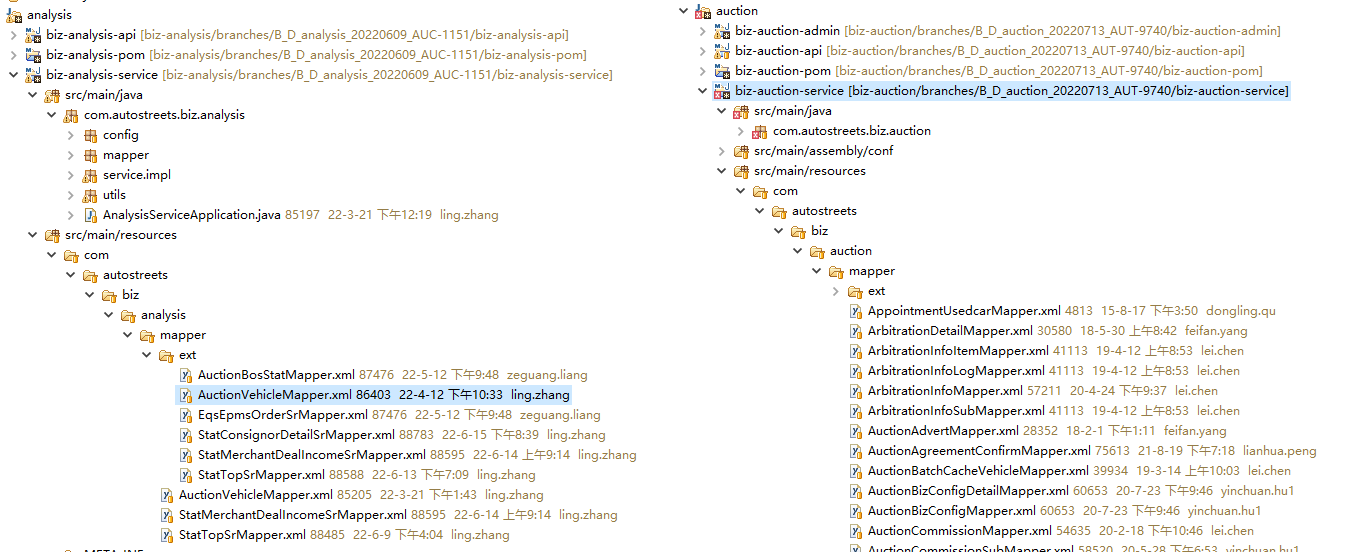 analysis
biz-analysis-api [biz-analysis/branches/B_D_analysis_20220609_AUC-1151/biz-analysis-api]
biz-analysis-pom [biz-analysis/branches/B_D_analysis_20220609_AUC-1151/biz-analysis-pom]
biz-analysis-service [biz-analysis/branches/B_D_analysis_20220609_AUC-1151/biz-analysis-service]
src/main/java
com.autostreets.biz.analysis
config
mapper
service.impl
utils
AnalysisServiceApplication.java 85197 22-3-21 下午12:19 ling.zhang
src/main/resources
com
autostreets
biz
analysis
mapper
ext
AuctionBosStatMapper.xml 87476 22-5-12 下午9:48 zeguang.liang
AuctionVehicleMapper.xml 86403 22-4-12 下午10:33 ling.zhang
EqsEpmsOrderSrMapper.xml 87476 22-5-12 下午9:48 zeguang.liang
StatConsignorDetailSrMapper.xml 88783 22-6-15 下午8:39 ling.zhang
StatMerchantDealIncomeSrMapper.xml 88595 22-6-14 上午9:14 ling.zhang
StatTopSrMapper.xml 88588 22-6-13 下午7:09 ling.zhang
AuctionVehicleMapper.xml 85205 22-3-21 下午1:43 ling.zhang
StatMerchantDealIncomeSrMapper.xml 88595 22-6-14 上午9:14 ling.zhang
StatTopSrMapper.xml 88485 22-6-9 下午4:04 ling.zhang
auction
biz-auction-admin [biz-auction/branches/B_D_auction_20220713_AUT-9740/biz-auction-admin]
biz-auction-api [biz-auction/branches/B_D_auction_20220713_AUT-9740/biz-auction-api]
biz-auction-pom [biz-auction/branches/B_D_auction_20220713_AUT-9740/biz-auction-pom]
biz-auction-service [biz-auction/branches/B_D_auction_20220713_AUT-9740/biz-auction-service]
src/main/java
com.autostreets.biz.auction
src/main/assembly/conf
src/main/resources
com
autostreets
biz
auction
mapper
ext
AppointmentUsedcarMapper.xml 4813 15-8-17 下午3:50 dongling.qu
ArbitrationDetailMapper.xml 30580 18-5-30 上午8:42 feifan.yang
ArbitrationInfoItemMapper.xml 41113 19-4-12 上午8:53 lei.chen
ArbitrationInfoLogMapper.xml 41113 19-4-12 上午8:53 lei.chen
ArbitrationInfoMapper.xml 57211 20-4-24 上午9:37 lei.chen
ArbitrationInfoSubMapper.xml 41113 19-4-12 上午8:53 lei.chen
AuctionAdvertMapper.xml 28352 18-2-1 下午1:11 feifan.yang
AuctionAgreementConfirmMapper.xml 75613 21-8-19 下午7:18 lianhua.peng
AuctionBatchCacheVehicleMapper.xml 39934 19-3-14 上午10:03 lei.chen
AuctionBizConfigDetailMapper.xml 60653 20-7-23 下午9:46 yinchuan.hu1
AuctionBizConfigMapper.xml 60653 20-7-23 下午9:46 yinchuan.hu1
AuctionCommissionMapper.xml 54635 20-2-18 下午10:46 lei.chen
AuctionCommissionSubMapper.xml 58520 20-5-28 下午6:53 yinchuan.hu1